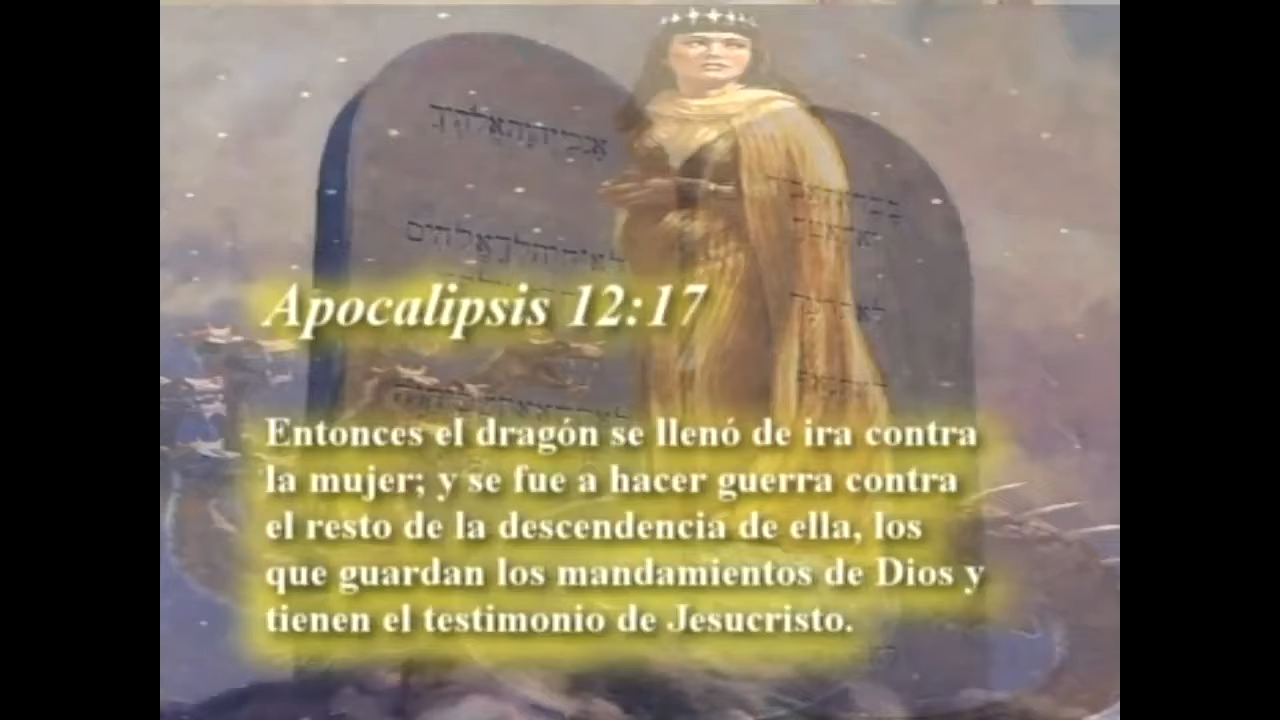 Apocalipsis 12:17
Entonces el dragón se llenó de ira contra
la mujer; y se fue a hacer guerra contra
el resto de la descendencia de ella, los
que guardan los mandamientos de Dios y
tienen el testimonio de Jesucristo.